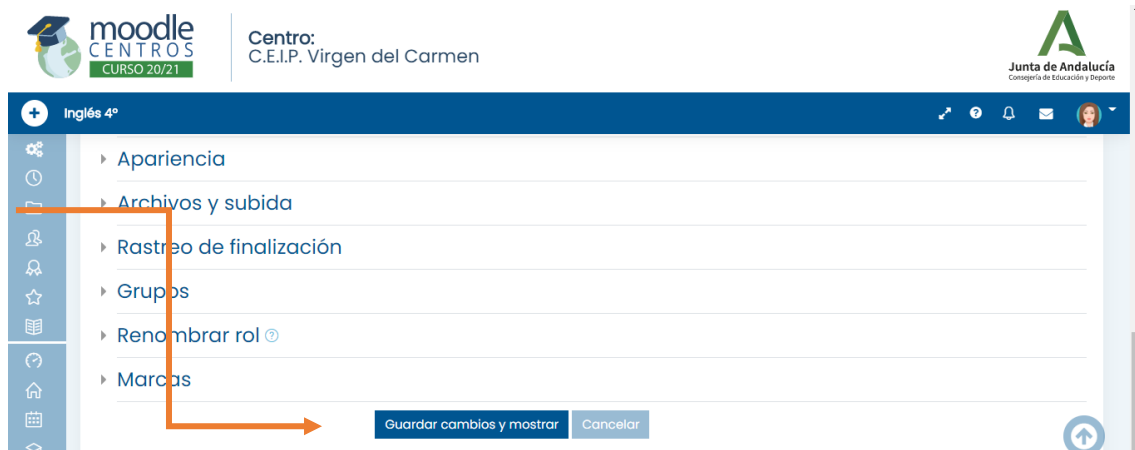 moodle
CENTROS
CURSO 20/21
Centro:
C.E.I.P. Virgen del Carmen
Junta de Andalucía
Consejería de Educación y Deporte
Inglés 4º
Apariencia
Archivos y subida
Rastreo de finalización
Grupos
Renombrar rol
Marcas
Guardar cambios y mostrar Cancelar